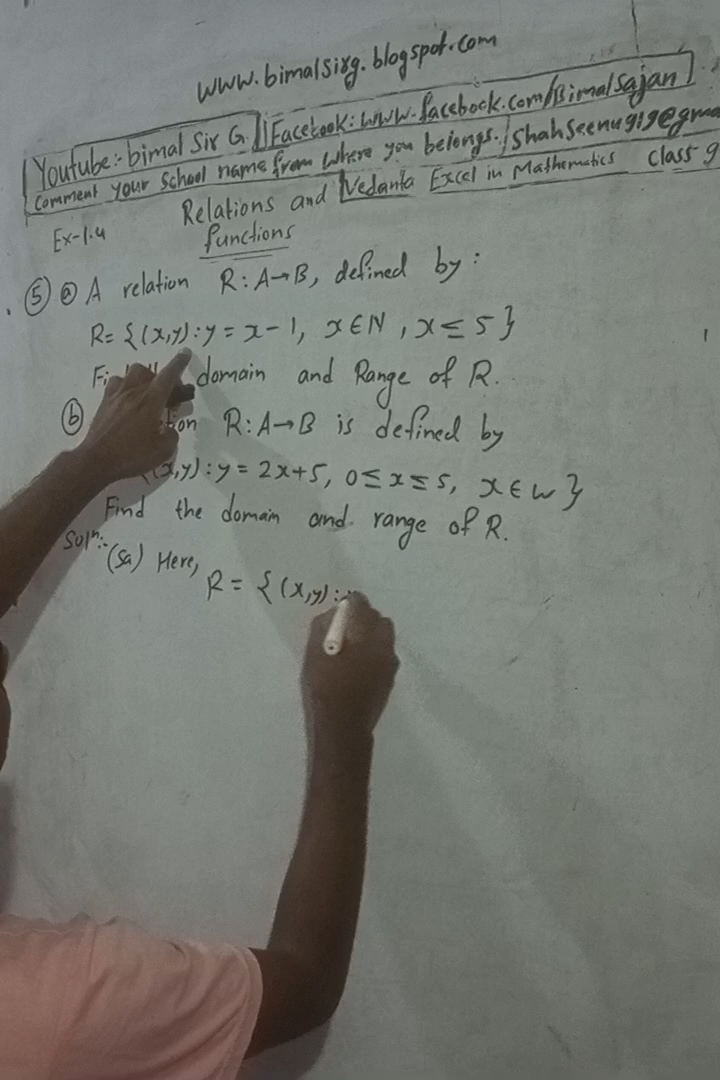 www.bimalsirg.blogspot.com
Youtube:- bimal Sir G. Facebook: www.facebook.com/Bimalsajan
Comment your School name from where you belongs. Shahseenu919@gma
Vedanta Excel in Mathematics Class 9
Ex-1.4 Relations and functions
5 a A relation R: A→B, defined by:
R= {(x,y): y = x-1, x∈N, x≤5}
domain and Range of R.
b R: A→B is defined by
(x,y): y = 2x+5, 0≤x≤5, x∈w}
Find the domain and range of R.
Solⁿ:-
(5a) Here,
R = {(x,y):